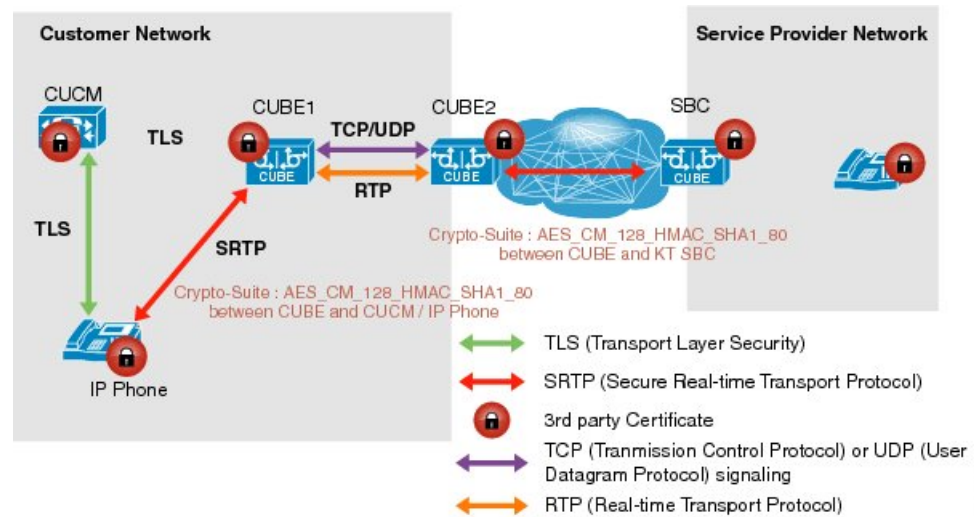 Customer Network
Service Provider Network
CUCM
CUBE1
CUBE2
SBC
TLS
TCP/UDP
CUBE
CUBE
CUBE
RTP
TLS
SRTP
Crypto-Suite : AES_CM_128_HMAC_SHA1_80
between CUBE and KT SBC
Crypto-Suite : AES_CM_128_HMAC_SHA1_80
between CUBE and CUCM / IP Phone
IP Phone
TLS (Transport Layer Security)
SRTP (Secure Real-time Transport Protocol)
3rd party Certificate
TCP (Tranmission Control Protocol) or UDP (User
Datagram Protocol) signaling
RTP (Real-time Transport Protocol)